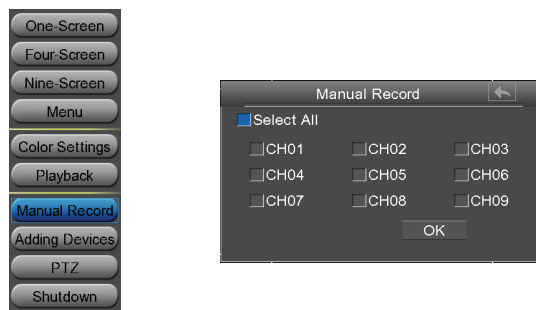 One-Screen
Four-Screen
Nine-Screen
Menu
Color Settings
Playback
Manual Record
Adding Devices
PTZ
Shutdown
Manual Record
Select All
CH01 CH02 CH03
CH04 CH05 CH06
CH07 CH08 CH09
OK